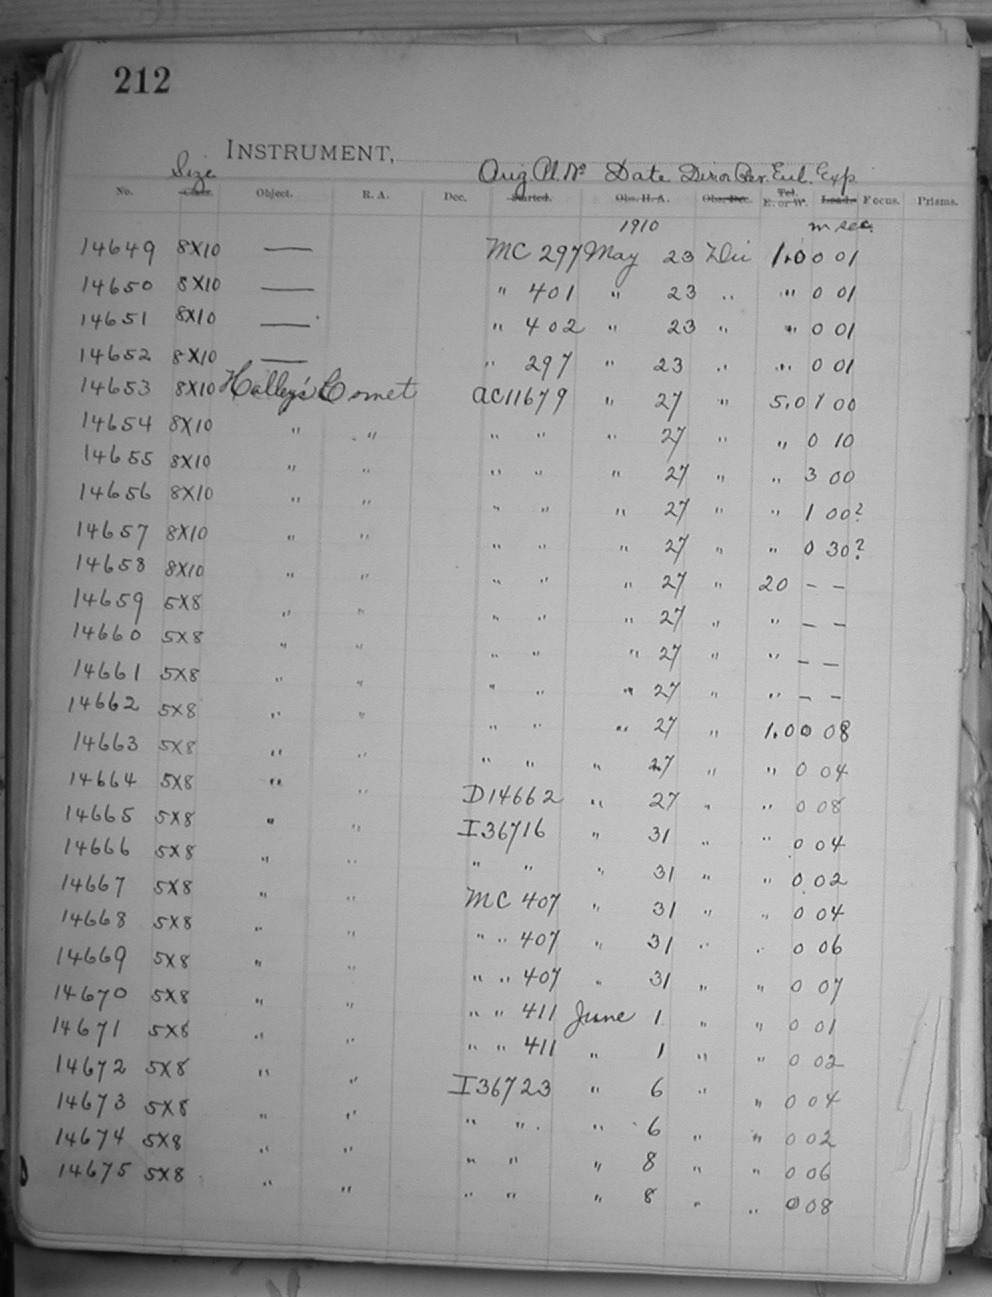 212
INSTRUMENT,
Size Orig Pl. No Date Dir or Rev. Enl. Exp.
No. Class. Object. R. A. Dec. Started. Obs. H. A. Obs. Dec. Tel. E. or W. Leads Focus. Prisms.
1910 m sec.
14649 8X10 — MC 297 May 23 Dir 1.0 0 01
14650 8X10 — " 401 " 23 " " 0 01
14651 8X10 — " 402 " 23 " " 0 01
14652 8X10 — " 297 " 23 " " 0 01
14653 8X10 Halley's Comet AC11679 " 27 " 5.0 1 00
14654 8X10 " " " " " 27 " " 0 10
14655 8X10 " " " " " 27 " " 3 00
14656 8X10 " " " " " 27 " " 1 00?
14657 8X10 " " " " " 27 " " 0 30?
14658 8X10 " " " " " 27 " 20 – –
14659 5X8 " " " " " 27 " " – –
14660 5X8 " " " " " 27 " " – –
14661 5X8 " " " " " 27 " " – –
14662 5X8 " " " " " 27 " 1.0 0 08
14663 5X8 " " " " " 27 " " 0 04
14664 5X8 " " D14662 " 27 " " 0 08
14665 5X8 " " I36716 " 31 " " 0 04
14666 5X8 " " " " " 31 " " 0 02
14667 5X8 " " MC 407 " 31 " " 0 04
14668 5X8 " " " " 407 " 31 " " 0 06
14669 5X8 " " " " 407 " 31 " " 0 07
14670 5X8 " " " " 411 June 1 " " 0 01
14671 5X8 " " " " 411 " 1 " " 0 02
14672 5X8 " " I36723 " 6 " " 0 04
14673 5X8 " " " " " 6 " " 0 02
14674 5X8 " " " " " 8 " " 0 06
14675 5X8 " " " " " 8 " " 0 08